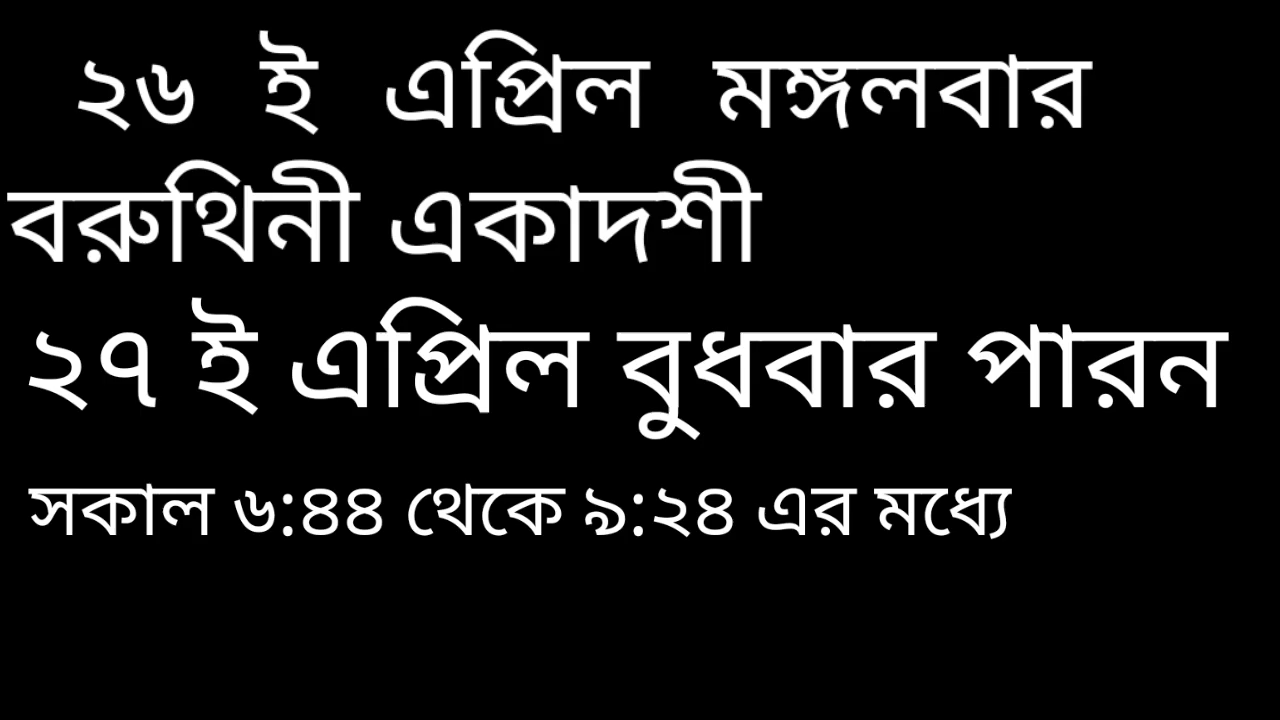 ২৬ ই এপ্রিল মঙ্গলবার
বরুথিনী একাদশী
২৭ ই এপ্রিল বুধবার পারন
সকাল ৬:৪৪ থেকে ৯:২৪ এর মধ্যে